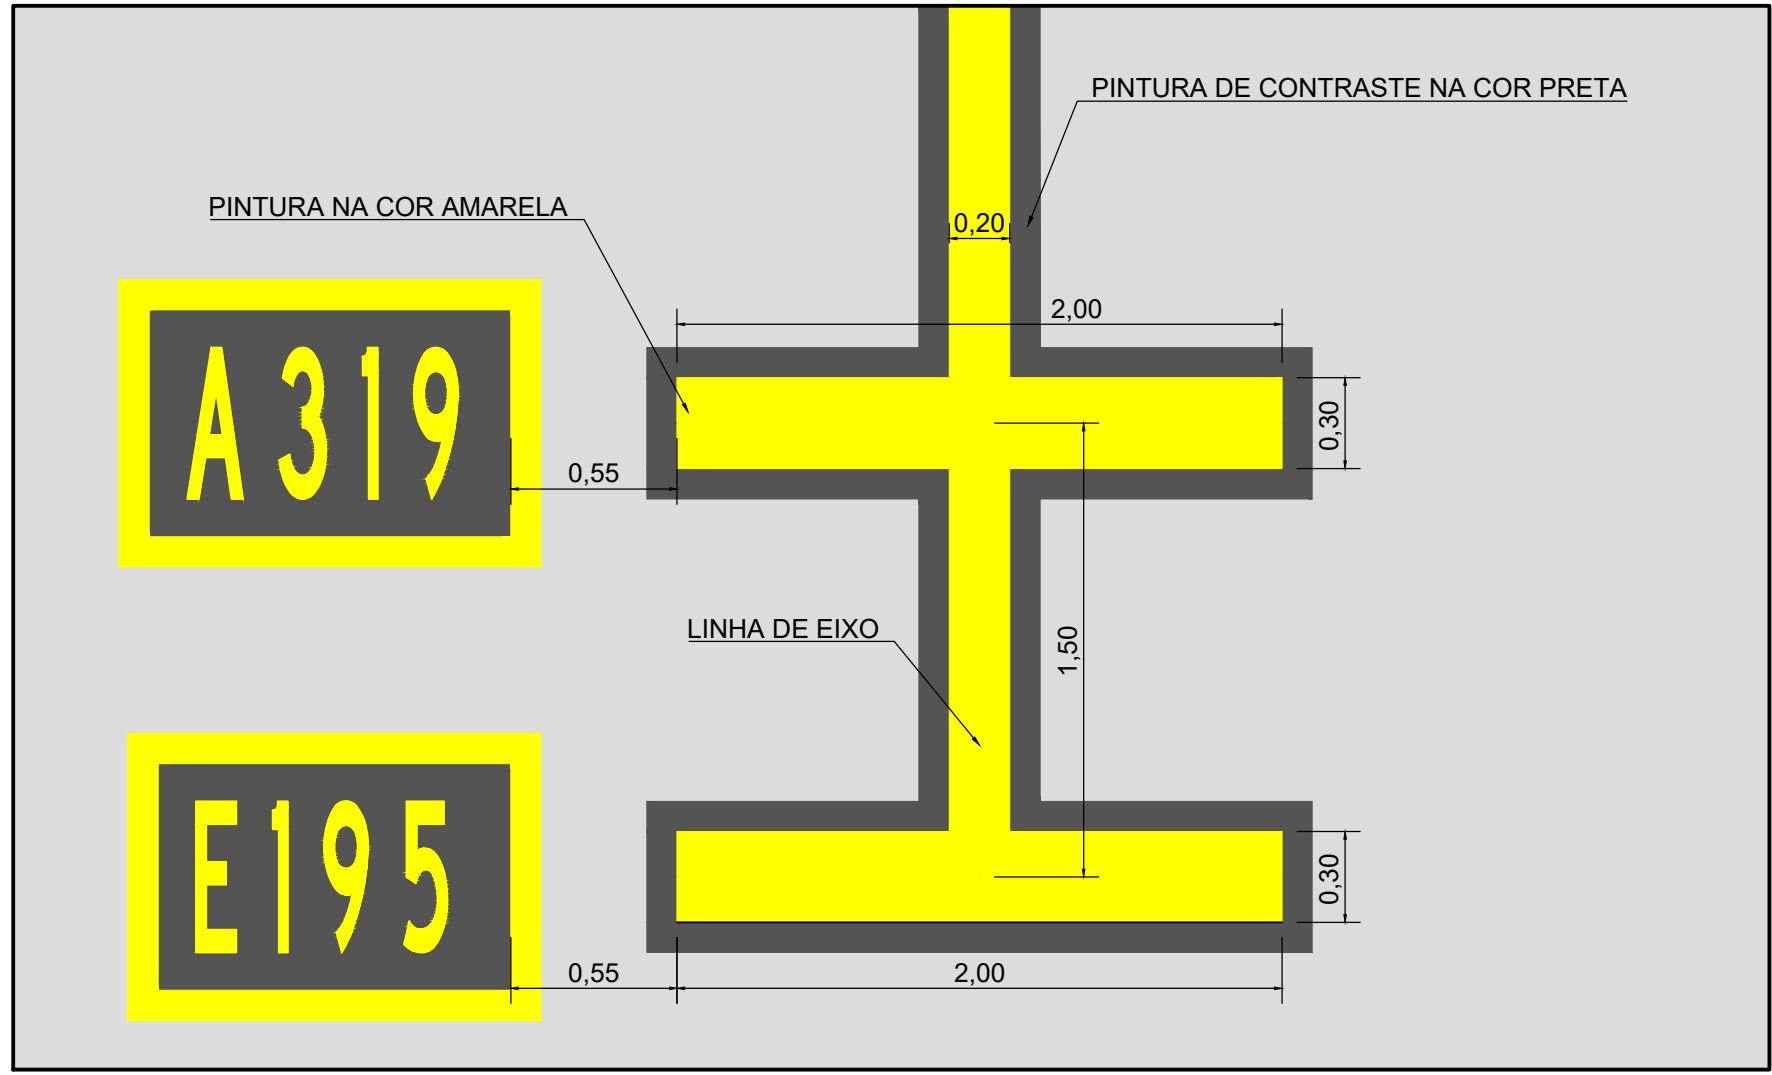 PINTURA DE CONTRASTE NA COR PRETA
PINTURA NA COR AMARELA
0,20
2,00
A 319
0,30
0,55
LINHA DE EIXO
1,50
E195
0,30
0,55
2,00